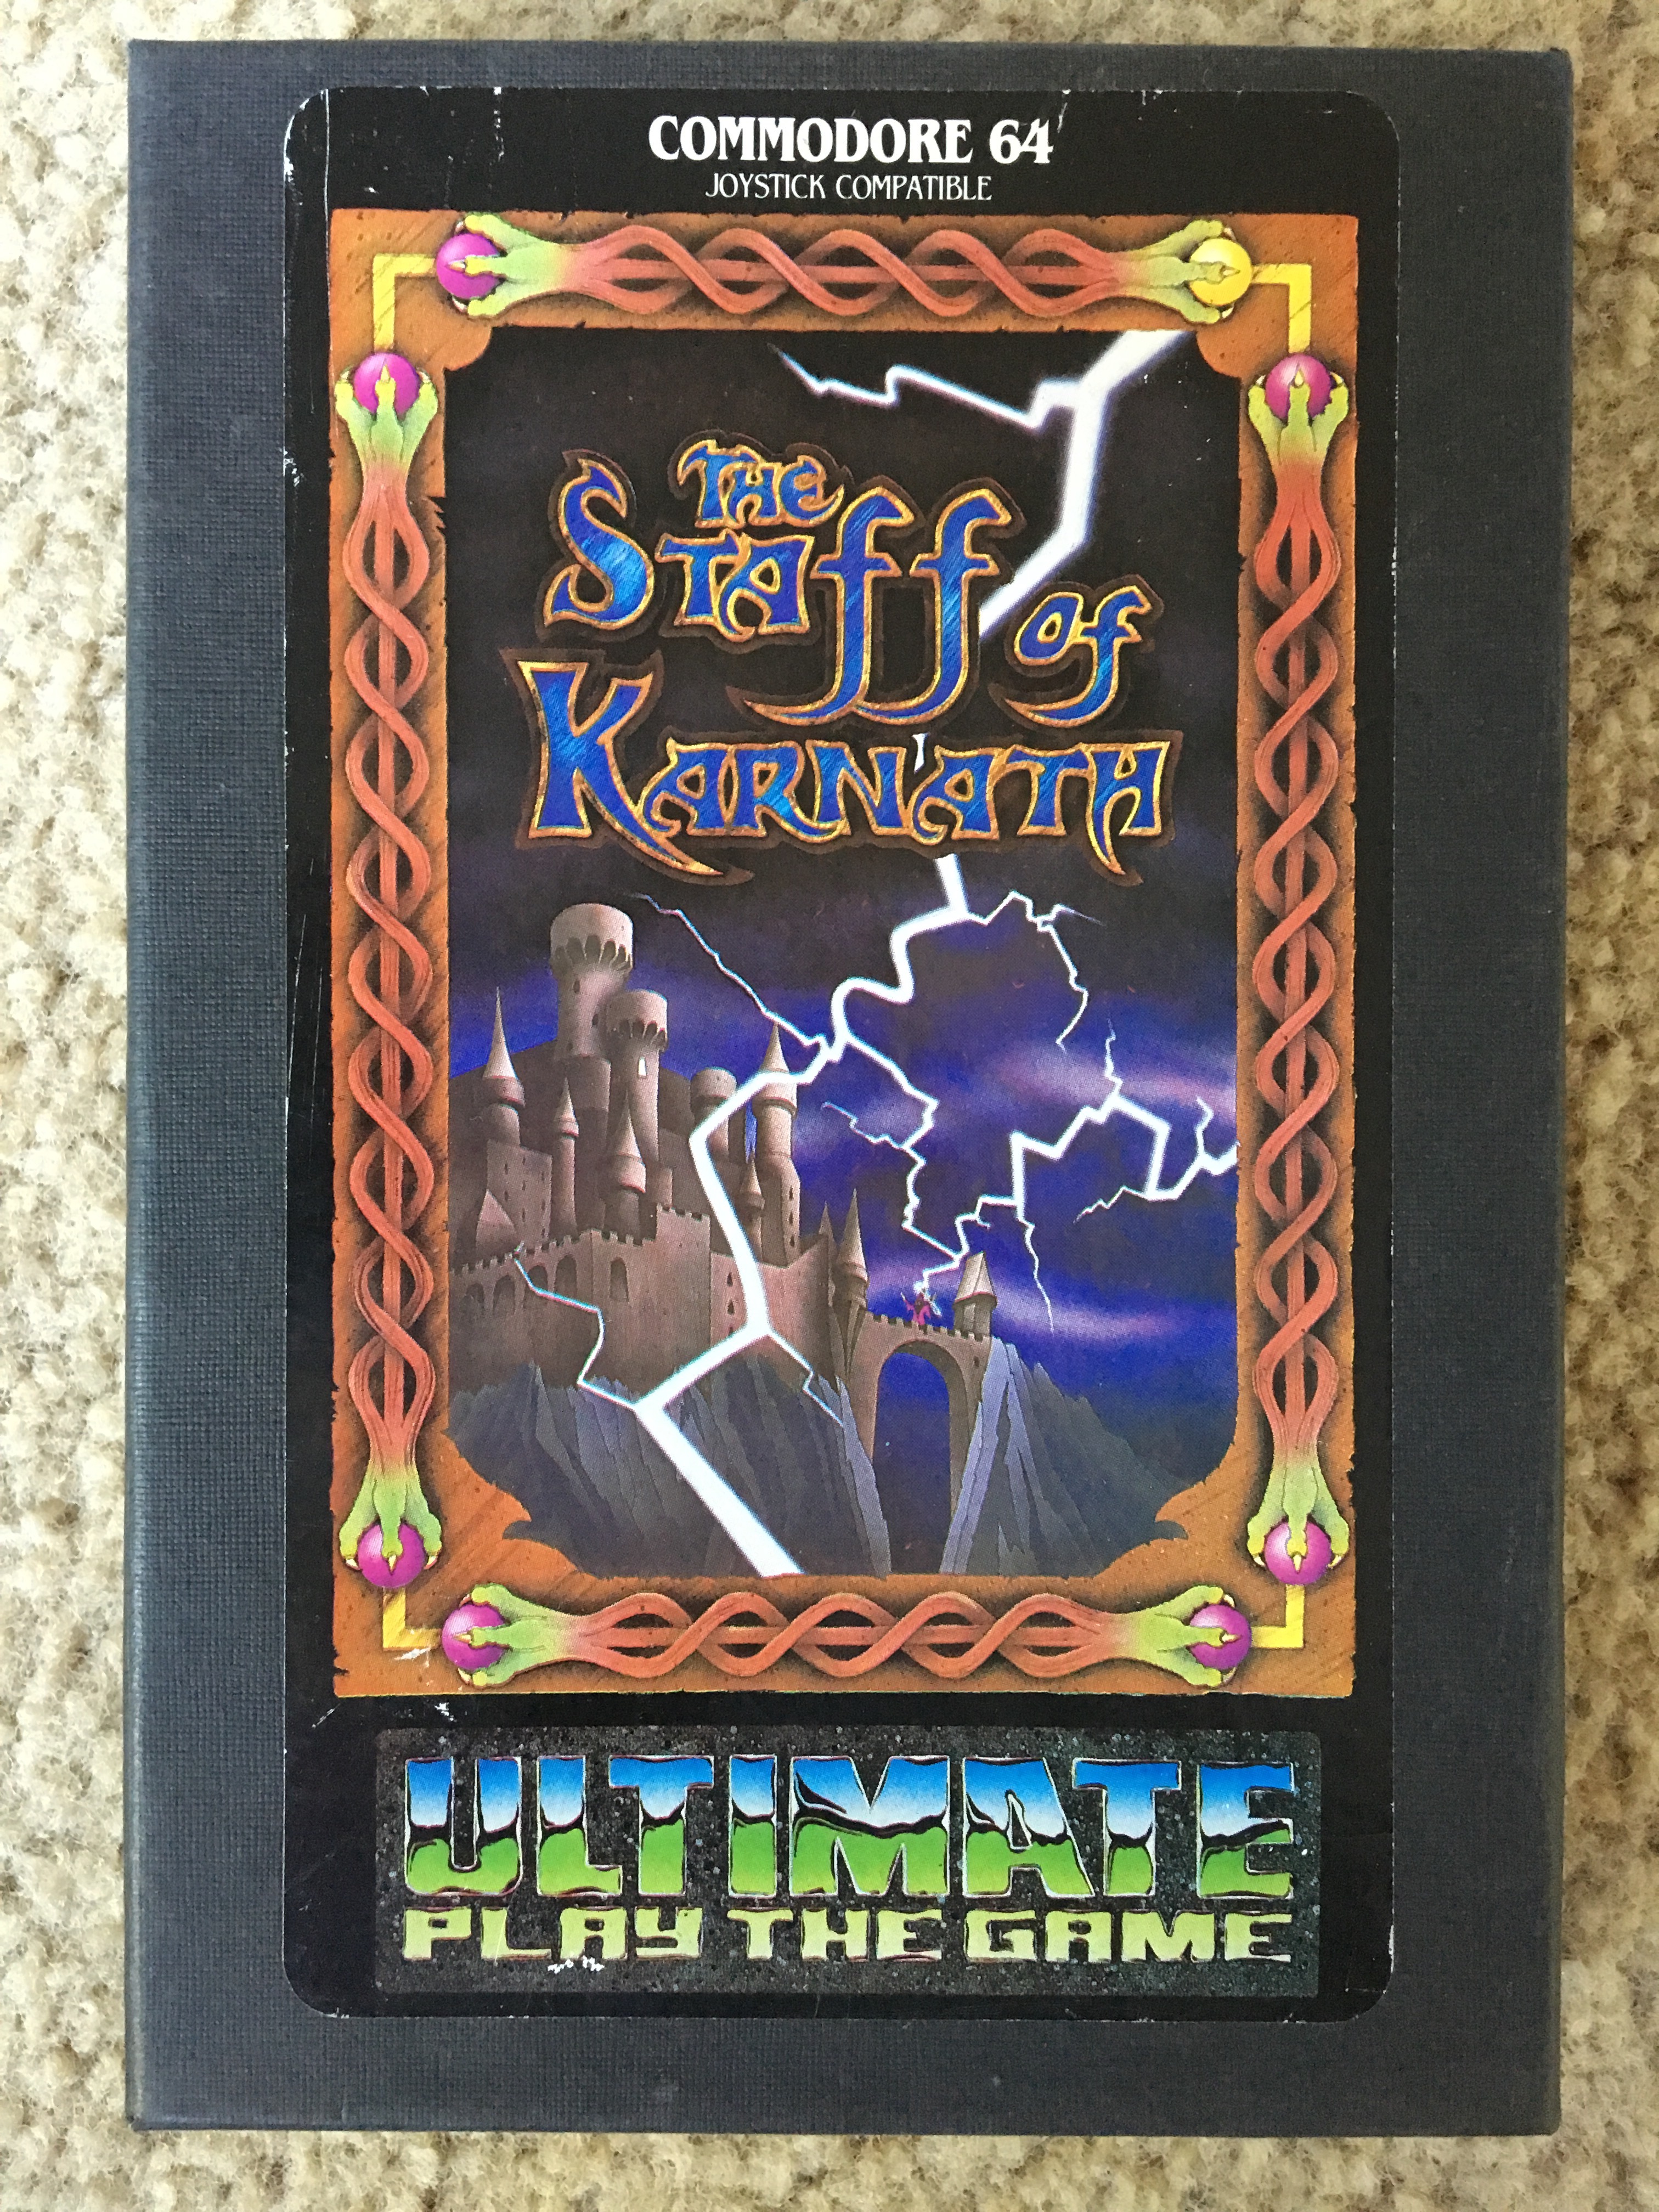 COMMODORE 64
JOYSTICK COMPATIBLE
THE
STAff of
KARNATH
ULTIMATE
PLAY THE GAME